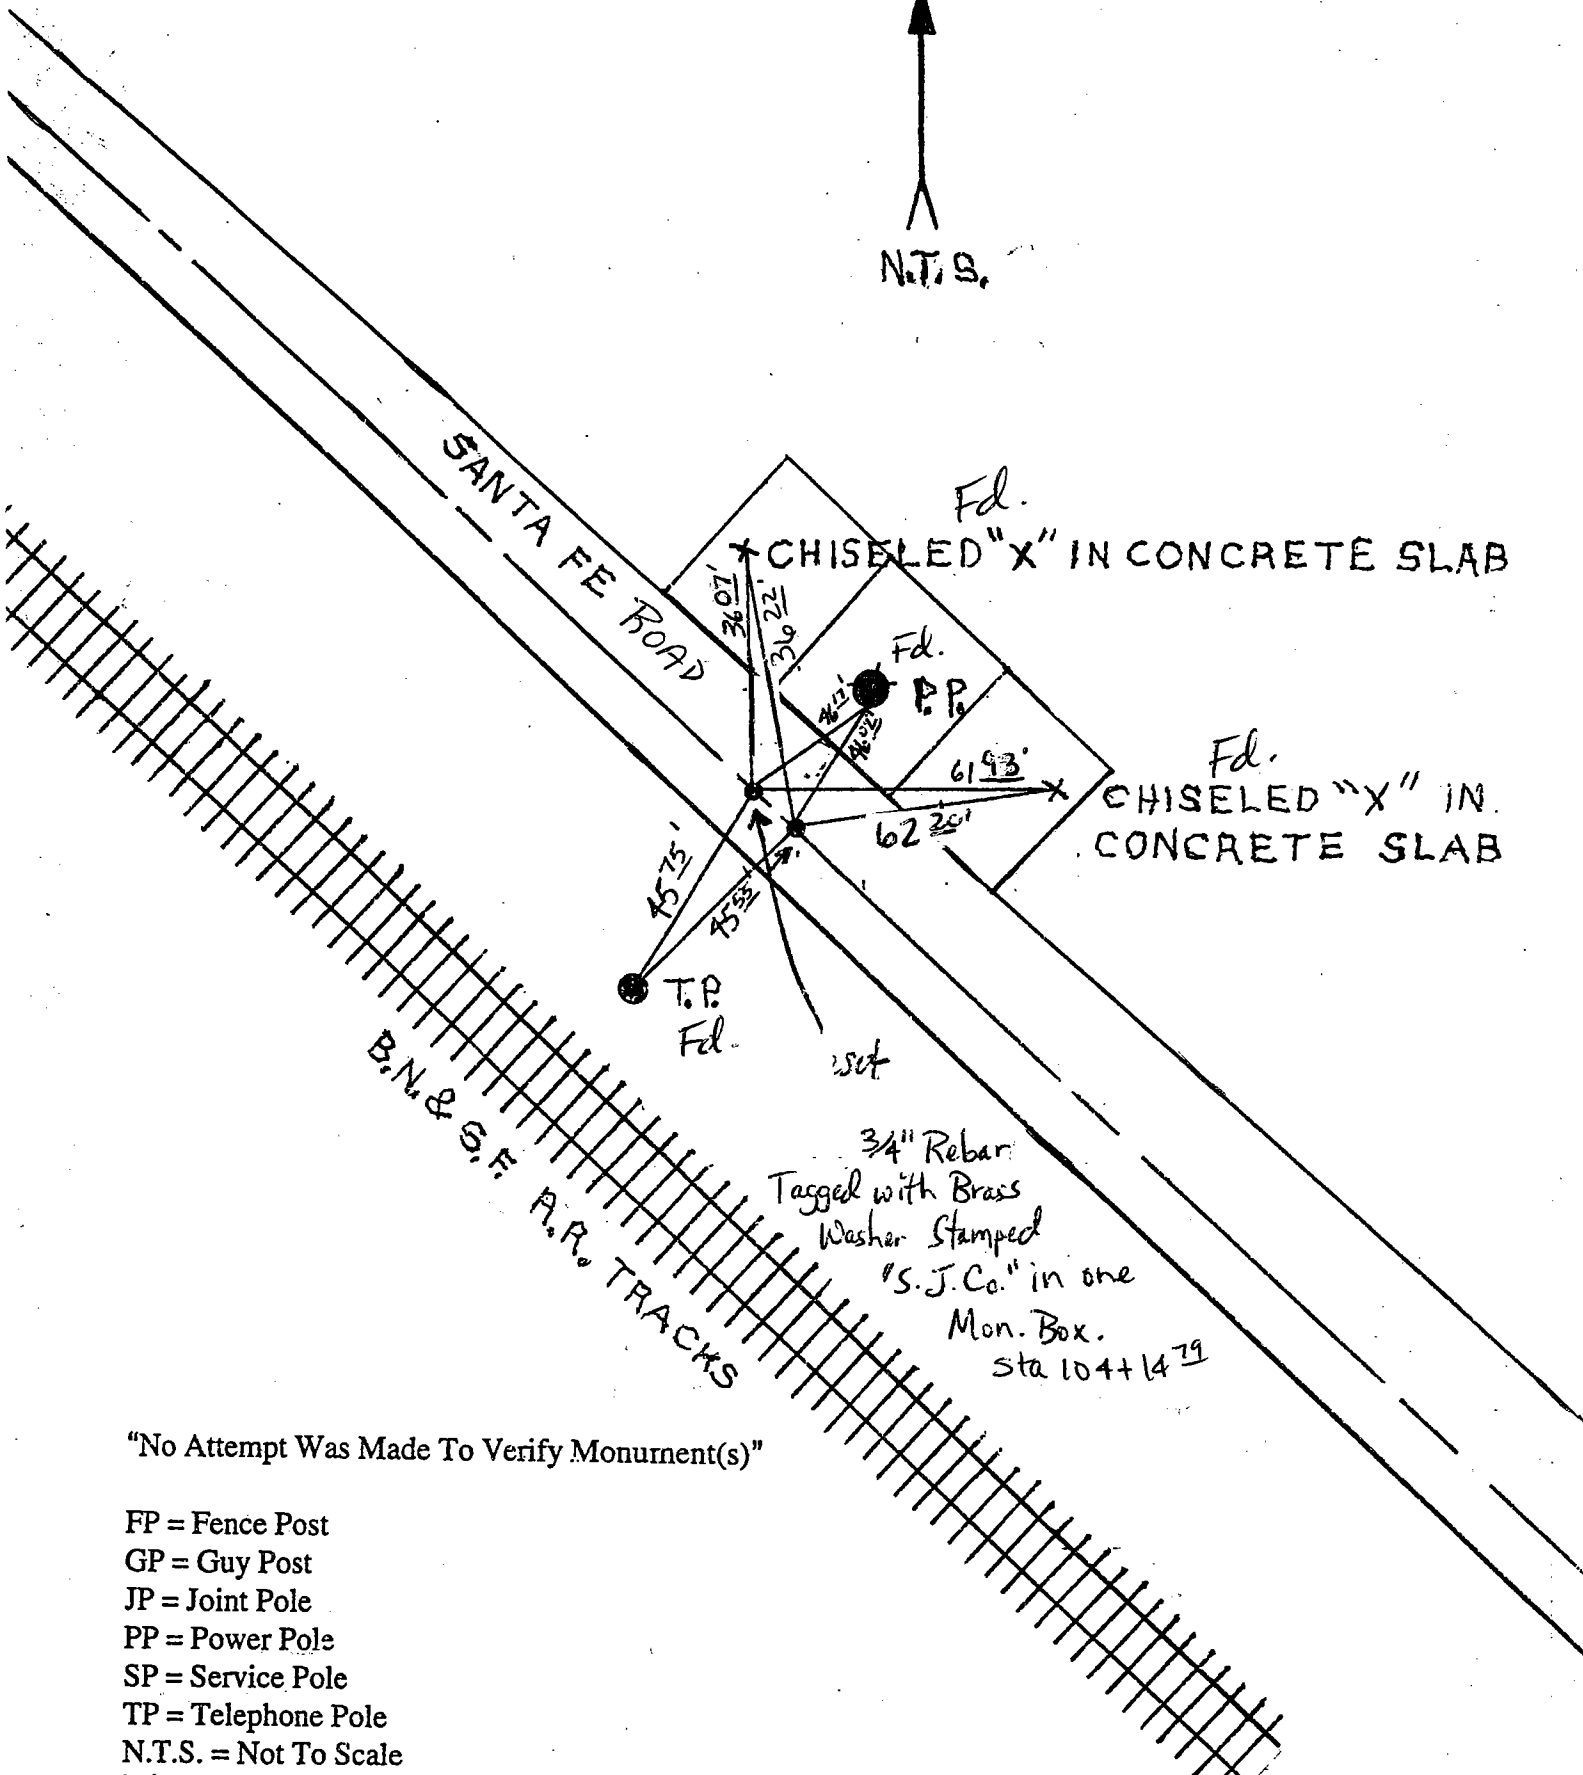 N.T.S.
SANTA FE ROAD
Fd.
CHISELED "X" IN CONCRETE SLAB
36 07'
36 22'
Fd.
P.P.
46 17'
46 02'
61 93'
62 20'
Fd.
CHISELED "X" IN
CONCRETE SLAB
45 75'
45 53
T.P.
Fd.
set
B.N. & S.F. R.R. TRACKS
3/4" Rebar
Tagged with Brass
Washer Stamped
"S.J.Co." in one
Mon. Box.
Sta 104+14 79
"No Attempt Was Made To Verify Monument(s)"
FP = Fence Post
GP = Guy Post
JP = Joint Pole
PP = Power Pole
SP = Service Pole
TP = Telephone Pole
N.T.S. = Not To Scale